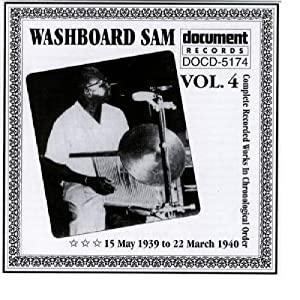 WASHBOARD SAM
document
RECORDS
DOCD-5174
VOL. 4
Complete Recorded Works In Chronological Order
☆☆☆ 15 May 1939 to 22 March 1940